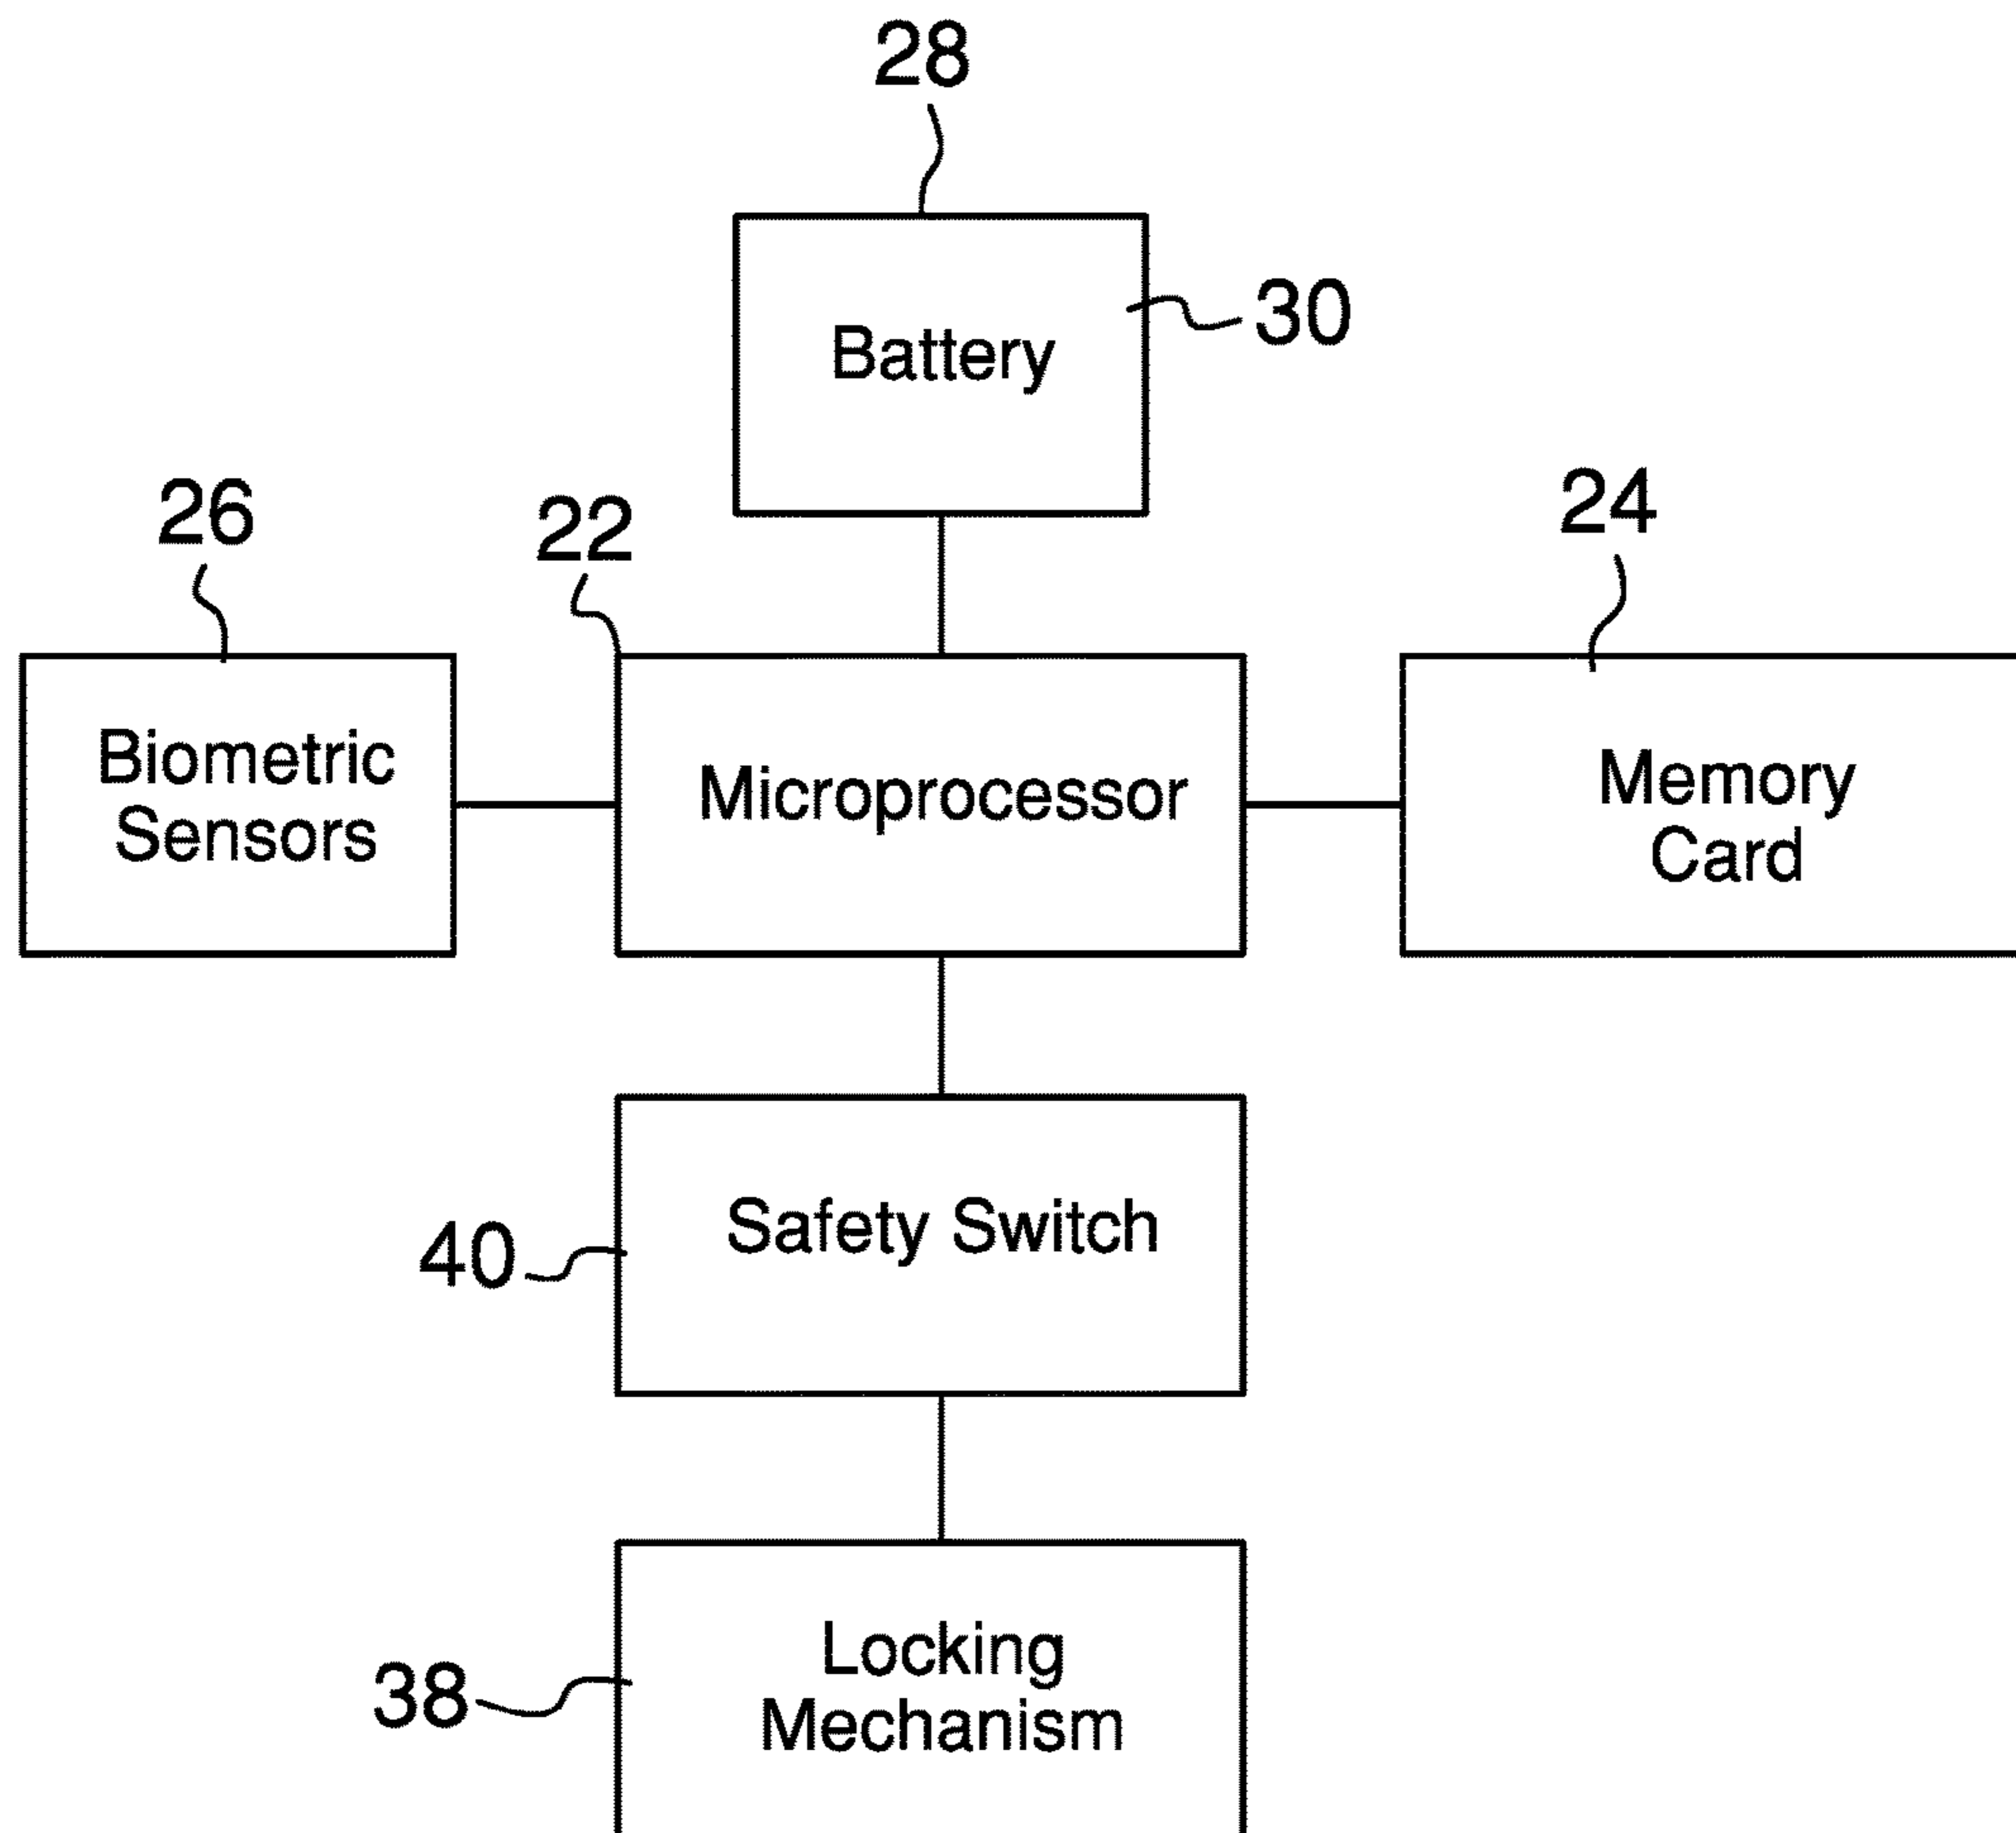 28
30
Battery
26
22
24
Biometric
Sensors
Microprocessor
Memory
Card
Safety Switch
40
Locking
Mechanism
38